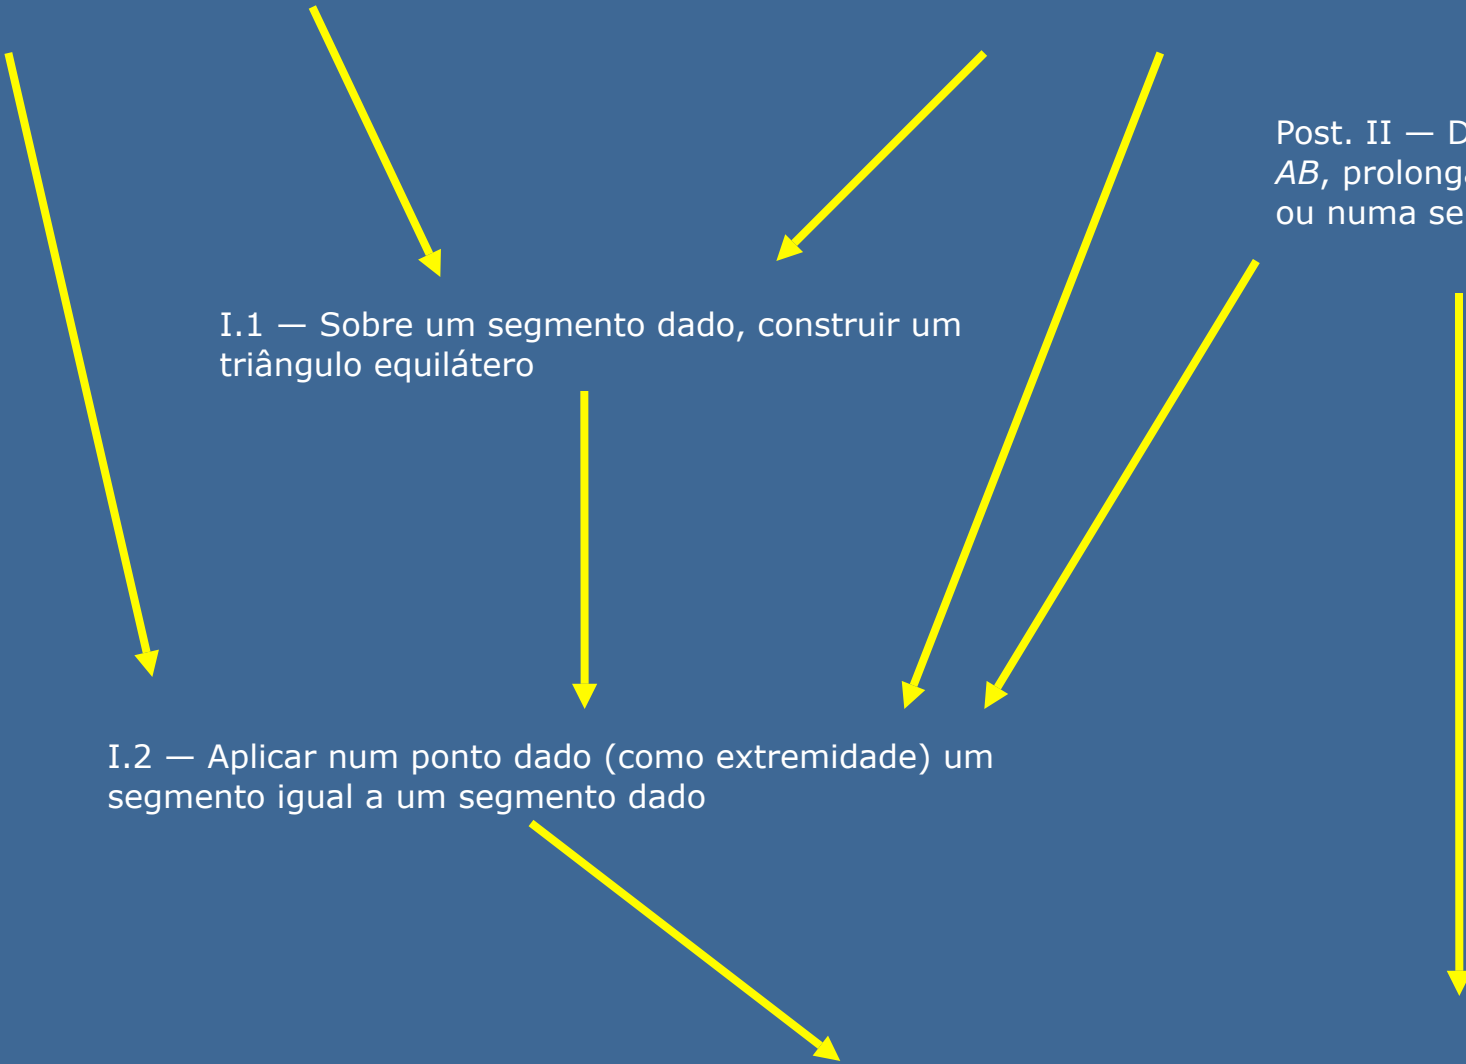 Post. II — D
AB, prolonga
ou numa se
I.1 — Sobre um segmento dado, construir um
triângulo equilátero
I.2 — Aplicar num ponto dado (como extremidade) um
segmento igual a um segmento dado